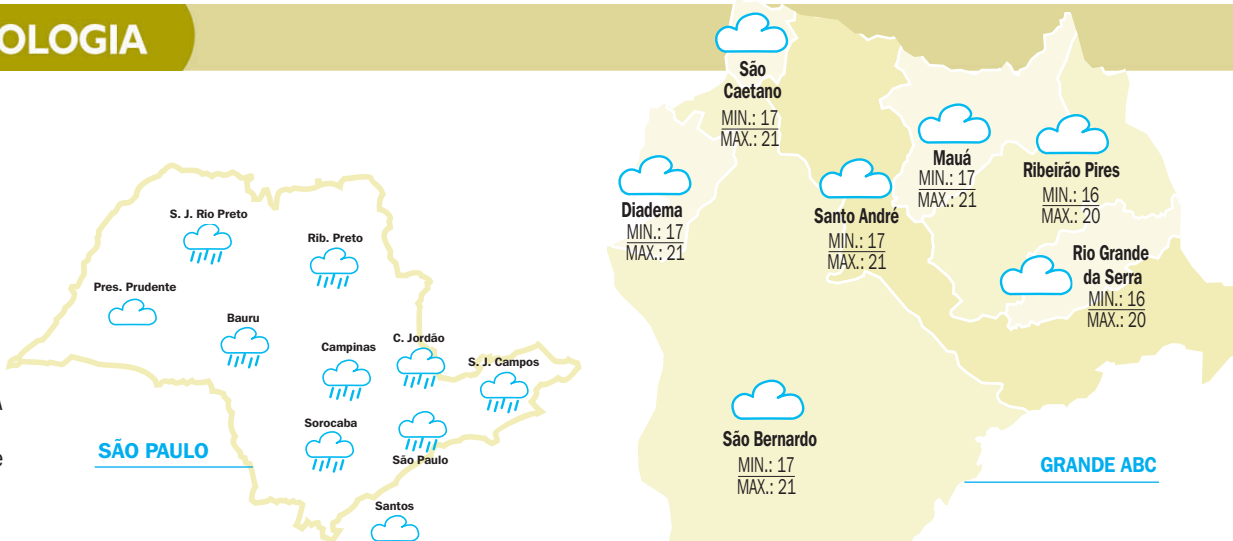 OLOGIA
S. J. Rio Preto
Rib. Preto
Pres. Prudente
Bauru
Campinas
C. Jordão
S. J. Campos
Sorocaba
São Paulo
Santos
SÃO PAULO
A
e
São
Caetano
MIN.: 17
MAX.: 21
Diadema
MIN.: 17
MAX.: 21
Santo André
MIN.: 17
MAX.: 21
Mauá
MIN.: 17
MAX.: 21
Ribeirão Pires
MIN.: 16
MAX.: 20
Rio Grande
da Serra
MIN.: 16
MAX.: 20
São Bernardo
MIN.: 17
MAX.: 21
GRANDE ABC